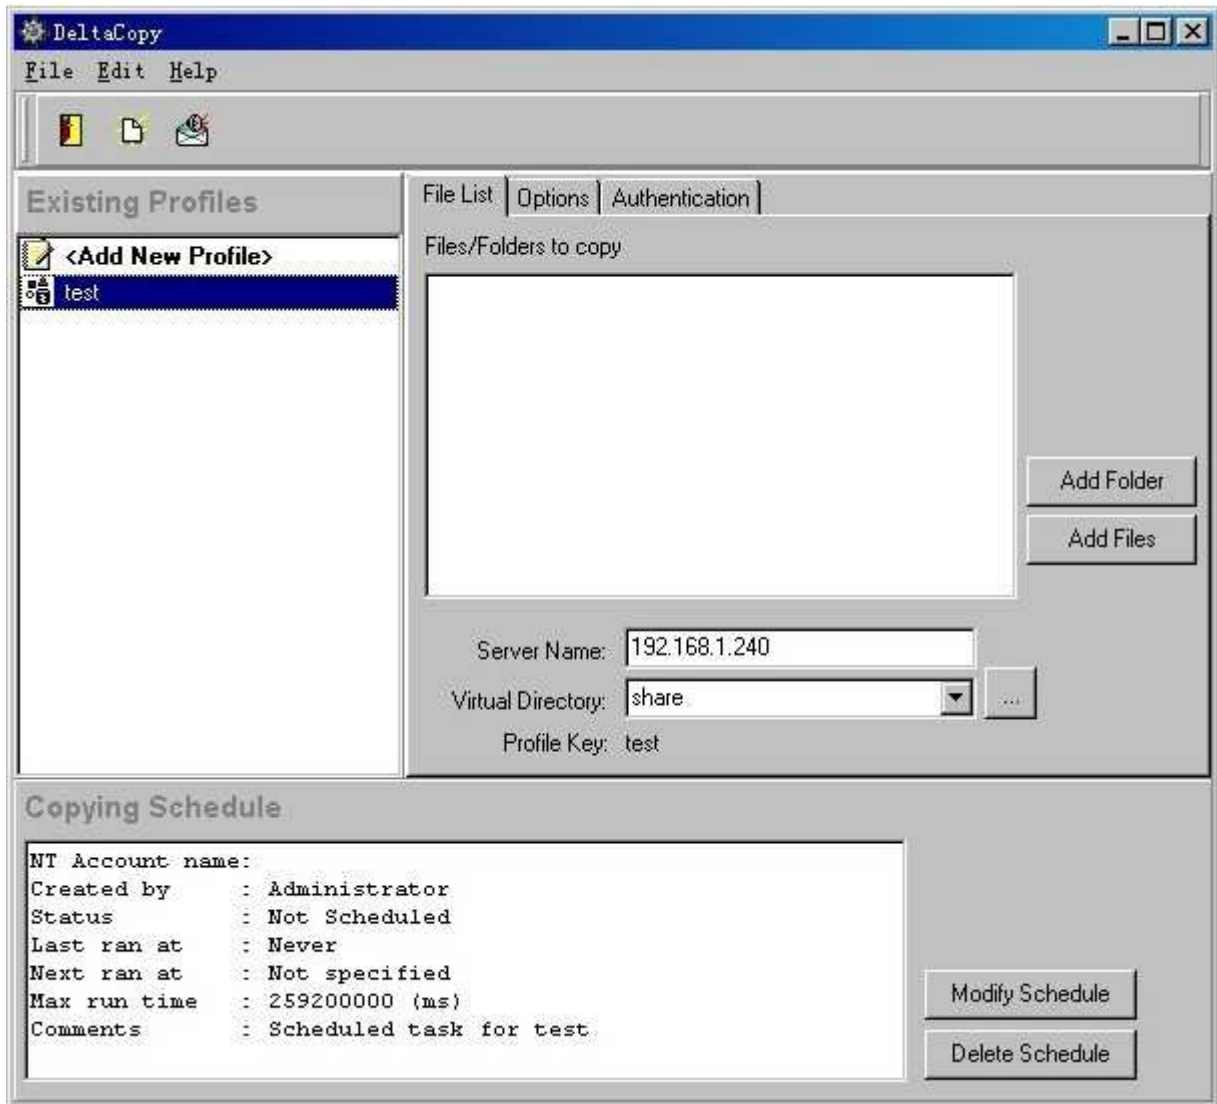 DeltaCopy
File Edit Help
Existing Profiles
<Add New Profile>
test
File List Options Authentication
Files/Folders to copy
Add Folder
Add Files
Server Name: 192.168.1.240
Virtual Directory: share ...
Profile Key: test
Copying Schedule
NT Account name:
Created by : Administrator
Status : Not Scheduled
Last ran at : Never
Next ran at : Not specified
Max run time : 259200000 (ms)
Comments : Scheduled task for test
Modify Schedule
Delete Schedule